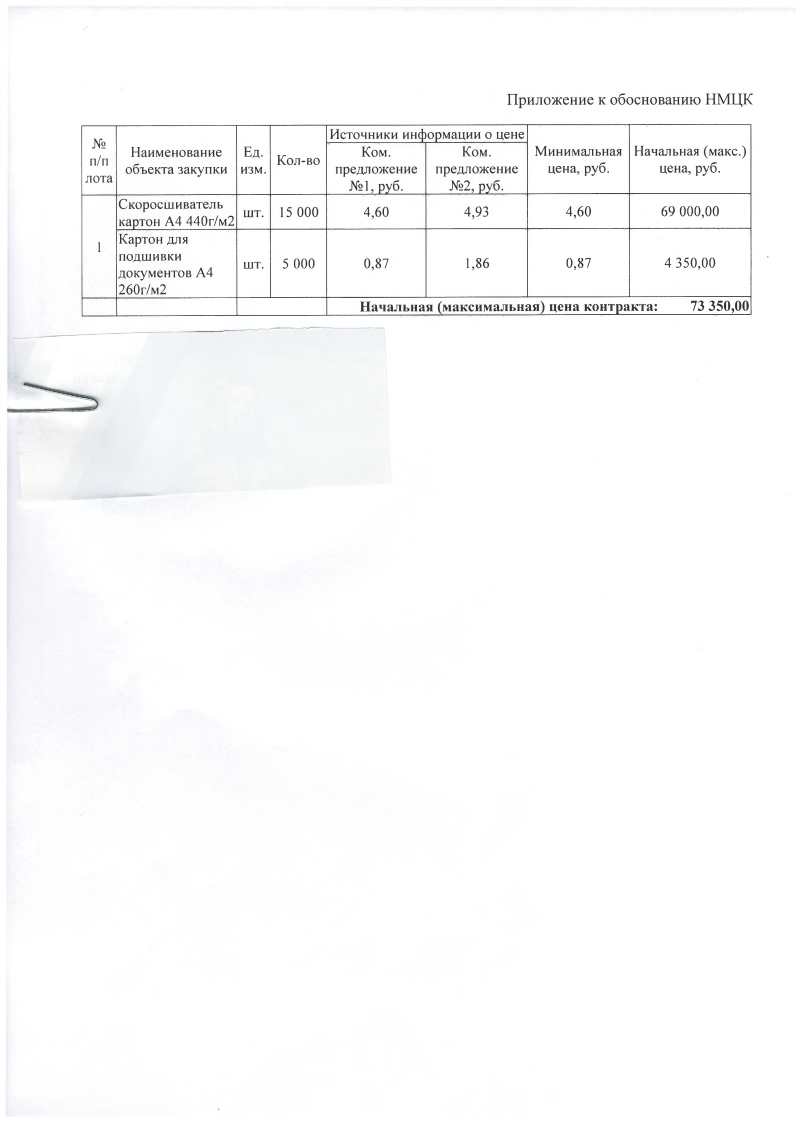 Приложение к обоснованию НМЦК
№ п/п лота
Наименование объекта закупки
Ед. изм.
Кол-во
Источники информации о цене
Ком. предложение №1, руб.
Ком. предложение №2, руб.
Минимальная цена, руб.
Начальная (макс.) цена, руб.
1
Скоросшиватель
картон А4 440г/м2
шт.
15 000
4,60
4,93
4,60
69 000,00
Картон для
подшивки
документов А4
260г/м2
шт.
5 000
0,87
1,86
0,87
4 350,00
Начальная (максимальная) цена контракта: 73 350,00